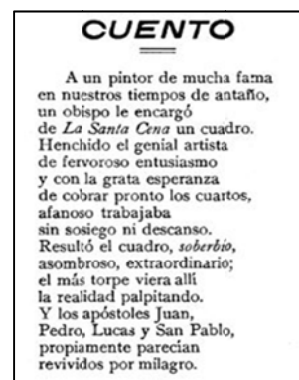 CUENTO
A un pintor de mucha fama
en nuestros tiempos de antaño,
un obispo le encargó
de La Santa Cena un cuadro.
Henchido el genial artista
de fervoroso entusiasmo
y con la grata esperanza
de cobrar pronto los cuartos,
afanoso trabajaba
sin sosiego ni descanso.
Resultó el cuadro, soberbio,
asombroso, extraordinario;
el más torpe viera allí
la realidad palpitando.
Y los apóstoles Juan,
Pedro, Lucas y San Pablo,
propiamente parecían
revividos por milagro.